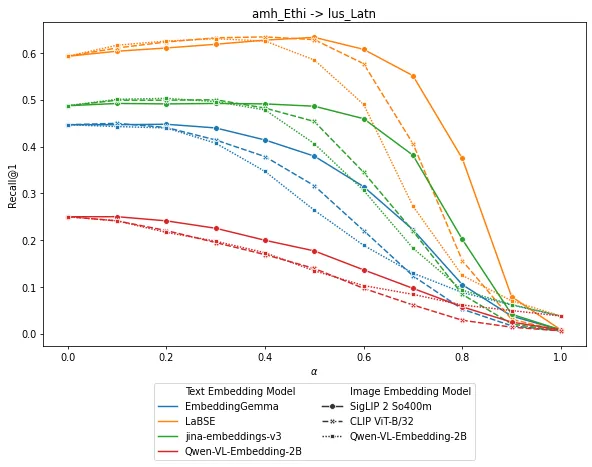 amh_Ethi -> lus_Latn
Recall@1
0.6
0.5
0.4
0.3
0.2
0.1
0.0
0.0 0.2 0.4 0.6 0.8 1.0
α
Text Embedding Model Image Embedding Model
EmbeddingGemma SigLIP 2 So400m
LaBSE CLIP ViT-B/32
jina-embeddings-v3 Qwen-VL-Embedding-2B
Qwen-VL-Embedding-2B